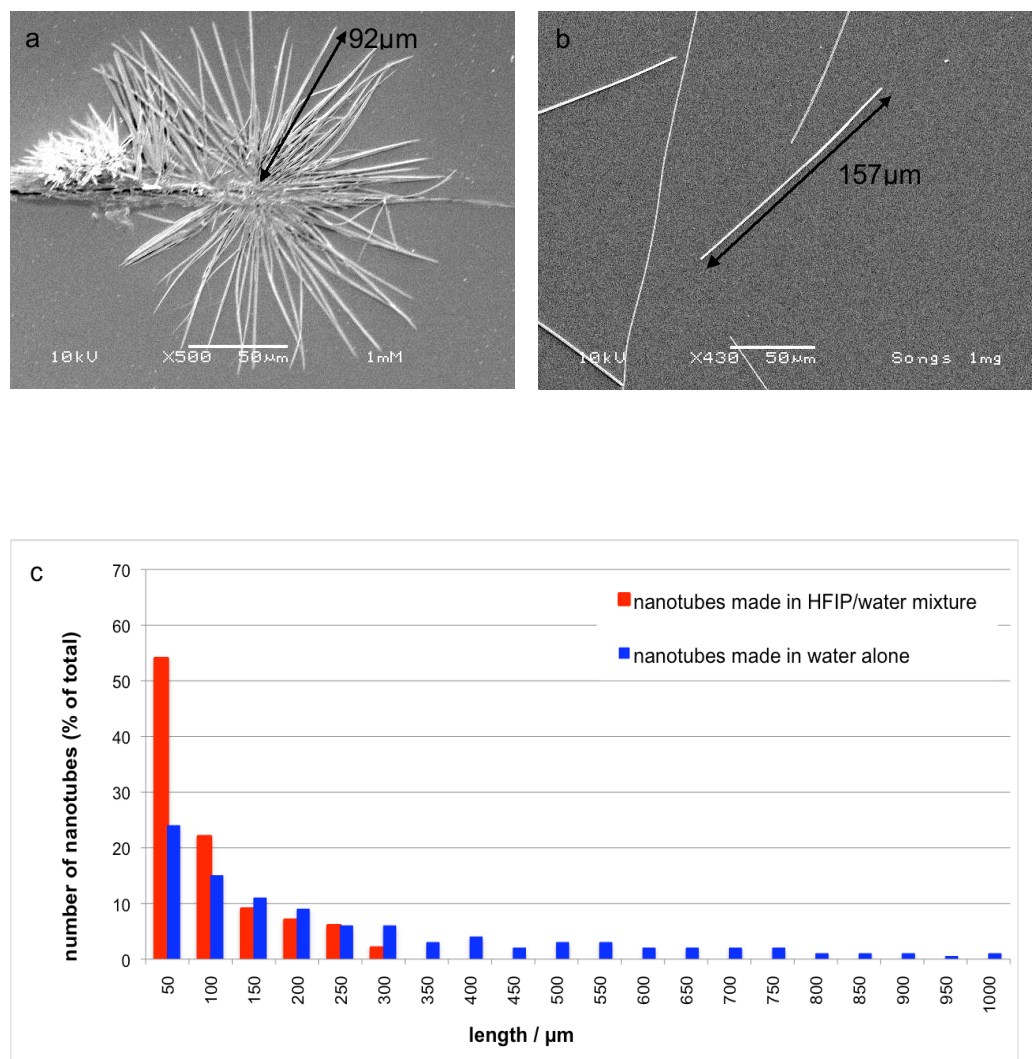 a
92µm
10kV X500 50µm 1mM
b
157µm
10kV X430 50µm Songs 1mg
c
nanotubes made in HFIP/water mixture
nanotubes made in water alone
number of nanotubes (% of total)
70
60
50
40
30
20
10
0
50 100 150 200 250 300 350 400 450 500 550 600 650 700 750 800 850 900 950 1000
length / µm